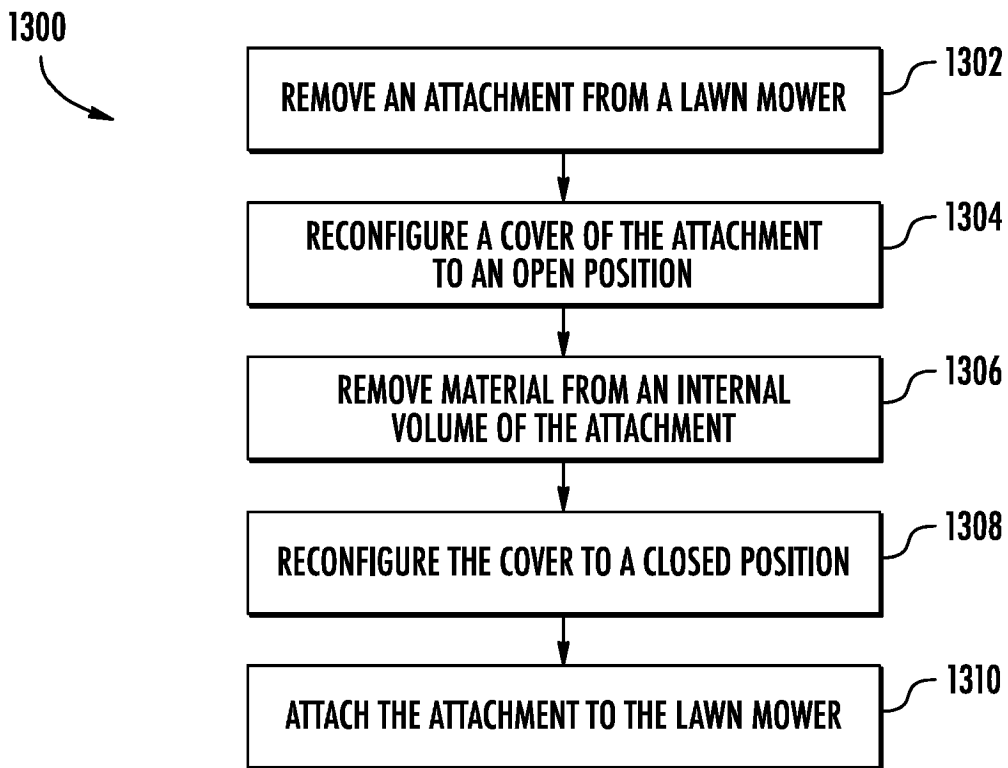 1300
1302
REMOVE AN ATTACHMENT FROM A LAWN MOWER
1304
RECONFIGURE A COVER OF THE ATTACHMENT
TO AN OPEN POSITION
1306
REMOVE MATERIAL FROM AN INTERNAL
VOLUME OF THE ATTACHMENT
1308
RECONFIGURE THE COVER TO A CLOSED POSITION
1310
ATTACH THE ATTACHMENT TO THE LAWN MOWER